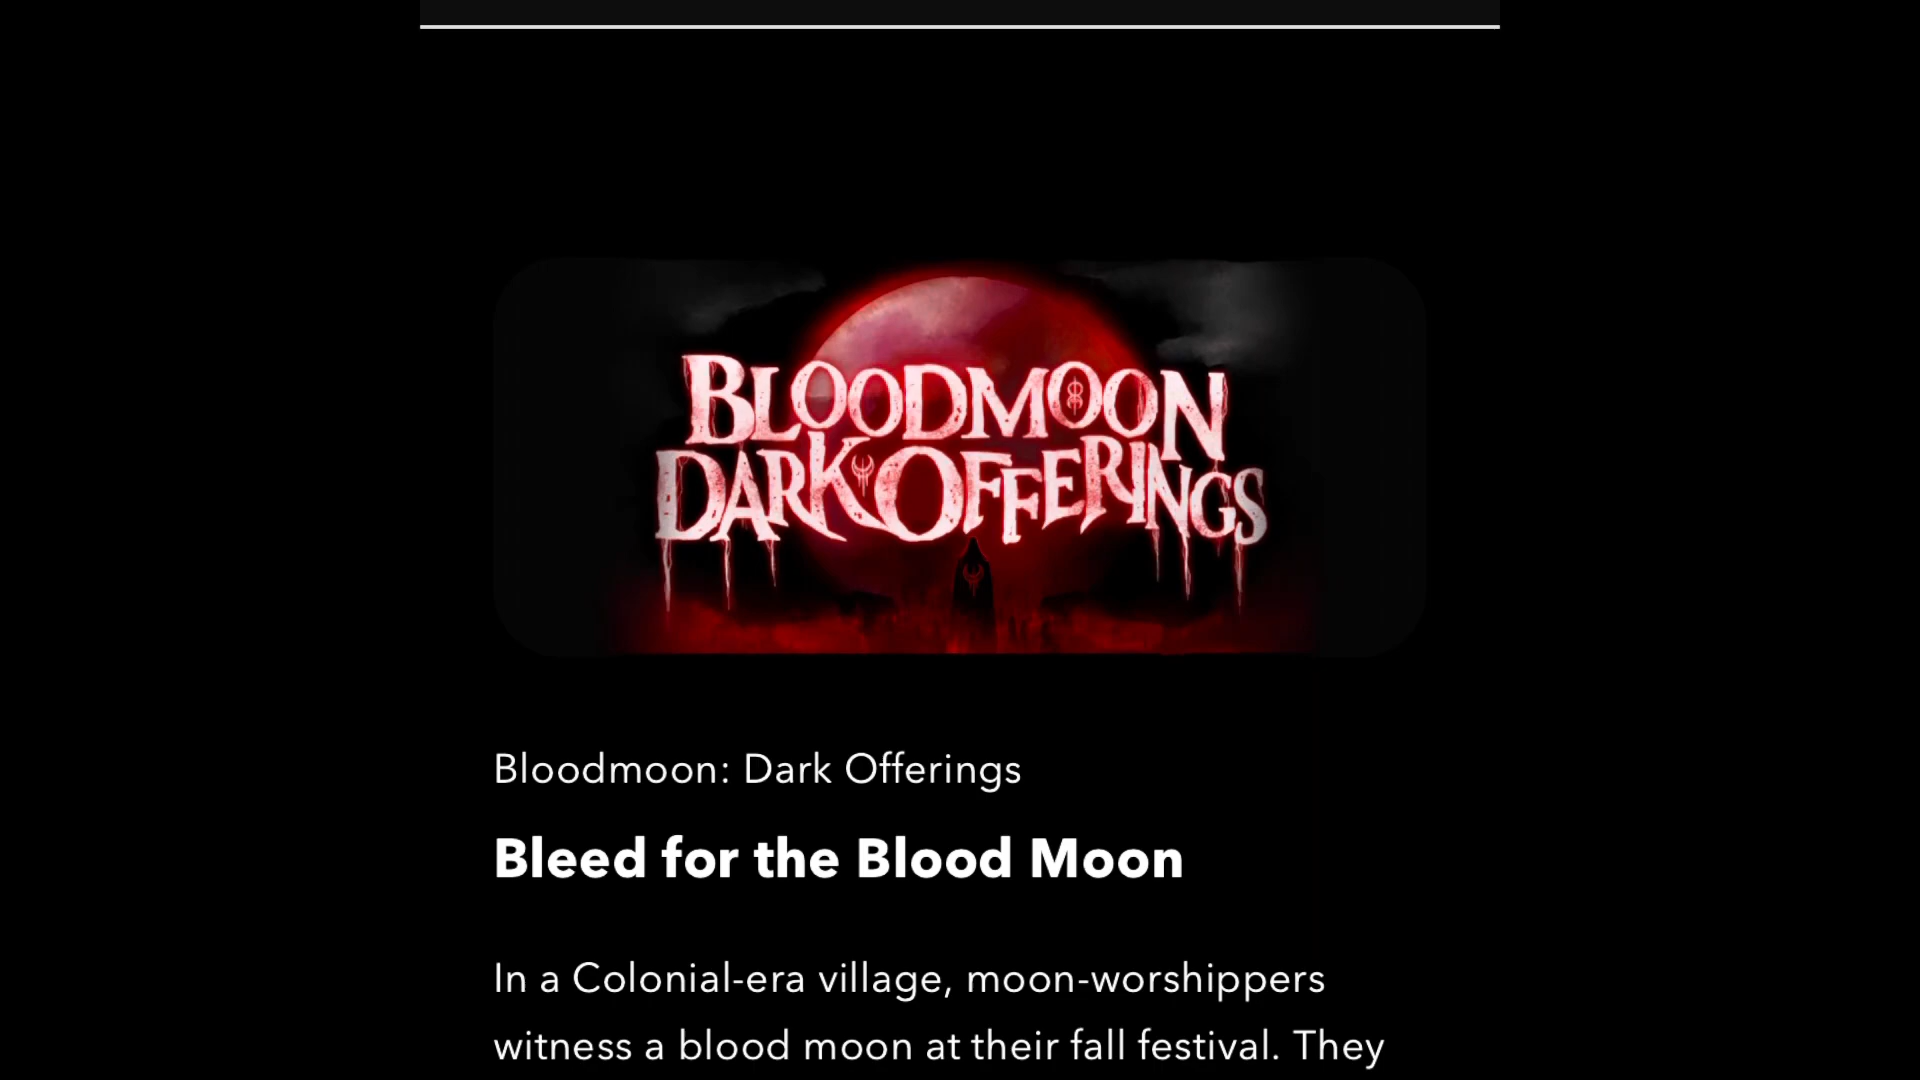 BLOODMOON
DARK OFFERINGS
Bloodmoon: Dark Offerings
Bleed for the Blood Moon
In a Colonial-era village, moon-worshippers
witness a blood moon at their fall festival. They